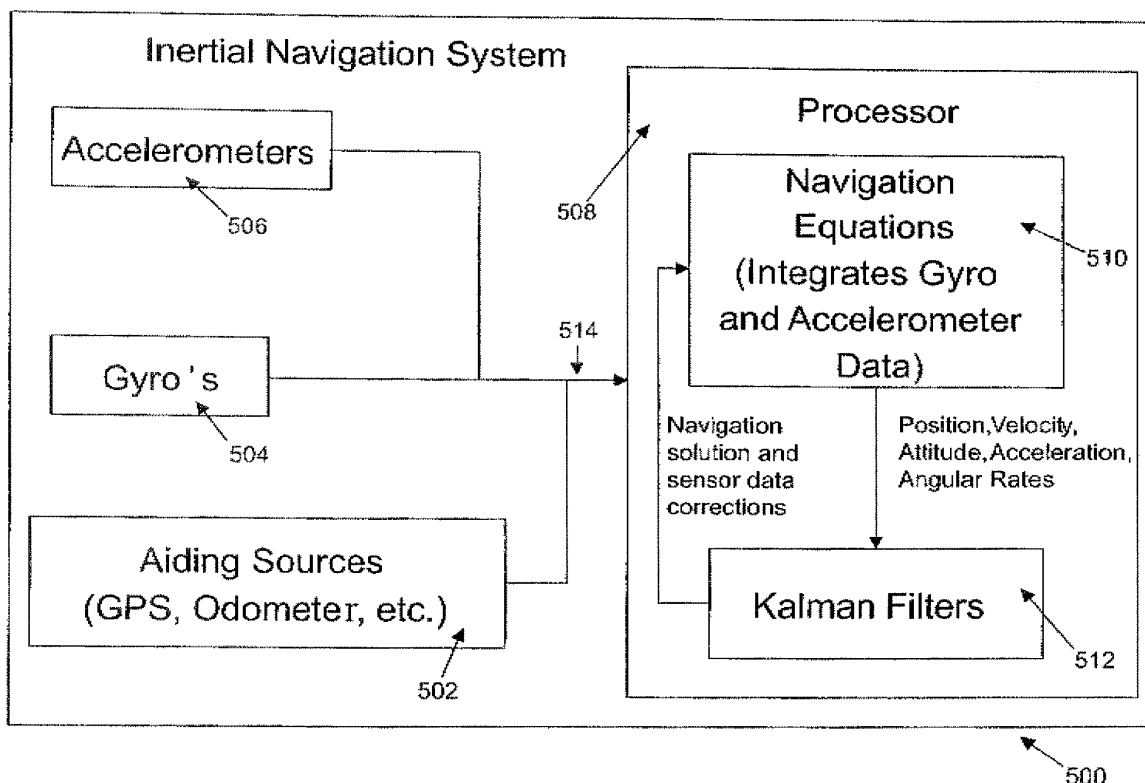 Inertial Navigation System
Accelerometers
506
Gyro's
504
Aiding Sources
(GPS, Odometer, etc.)
502
514
508
Processor
Navigation
Equations
(Integrates Gyro
and Accelerometer
Data)
510
Navigation
solution and
sensor data
corrections
Position,Velocity,
Attitude,Acceleration,
Angular Rates
Kalman Filters
512
500